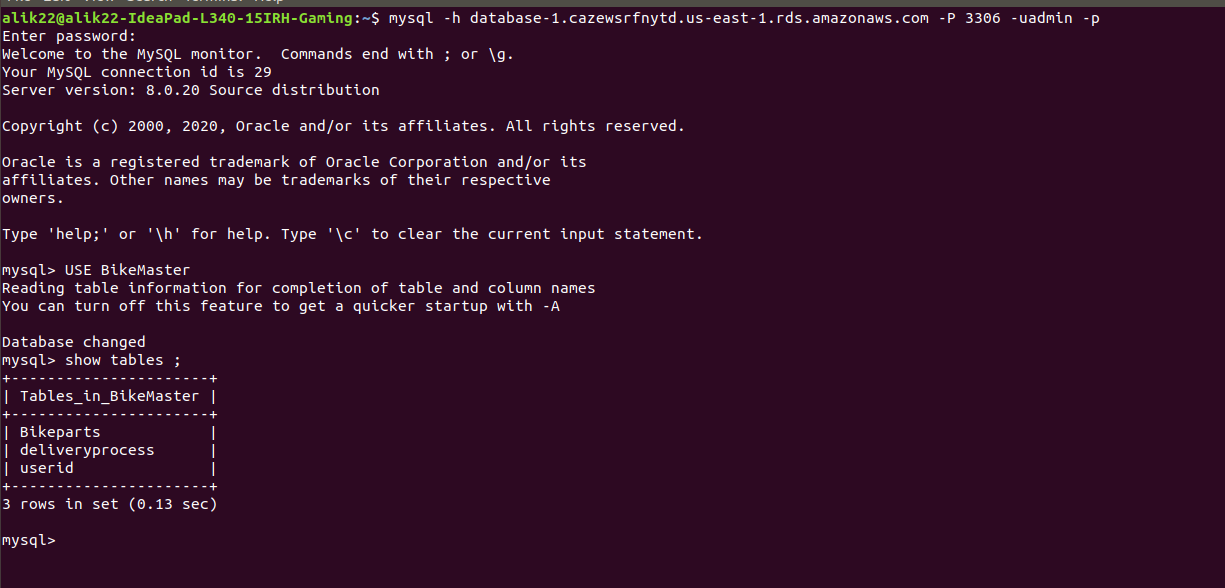 alik22@alik22-IdeaPad-L340-15IRH-Gaming:~$ mysql -h database-1.cazewsrfnytd.us-east-1.rds.amazonaws.com -P 3306 -uadmin -p
Enter password:
Welcome to the MySQL monitor.  Commands end with ; or \g.
Your MySQL connection id is 29
Server version: 8.0.20 Source distribution
Copyright (c) 2000, 2020, Oracle and/or its affiliates. All rights reserved.
Oracle is a registered trademark of Oracle Corporation and/or its
affiliates. Other names may be trademarks of their respective
owners.
Type 'help;' or '\h' for help. Type '\c' to clear the current input statement.
mysql> USE BikeMaster
Reading table information for completion of table and column names
You can turn off this feature to get a quicker startup with -A
Database changed
mysql> show tables ;
+----------------------+
| Tables_in_BikeMaster |
+----------------------+
| Bikeparts            |
| deliveryprocess      |
| userid               |
+----------------------+
3 rows in set (0.13 sec)
mysql>